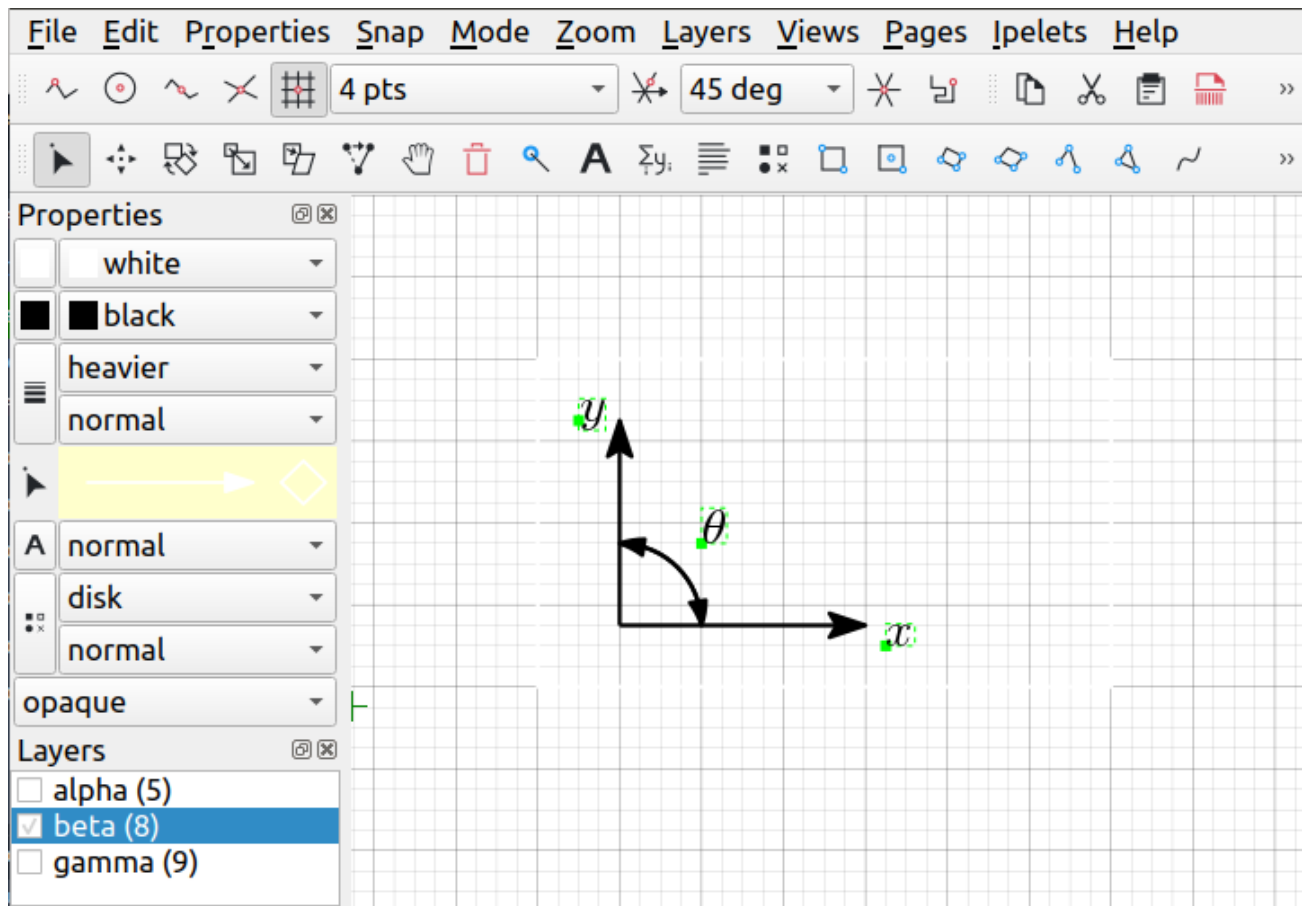 File Edit Properties Snap Mode Zoom Layers Views Pages Ipelets Help
4 pts 45 deg
A Σyᵢ
Properties
white
black
heavier
normal
A normal
disk
normal
opaque
Layers
alpha (5)
beta (8)
gamma (9)
y
θ
x